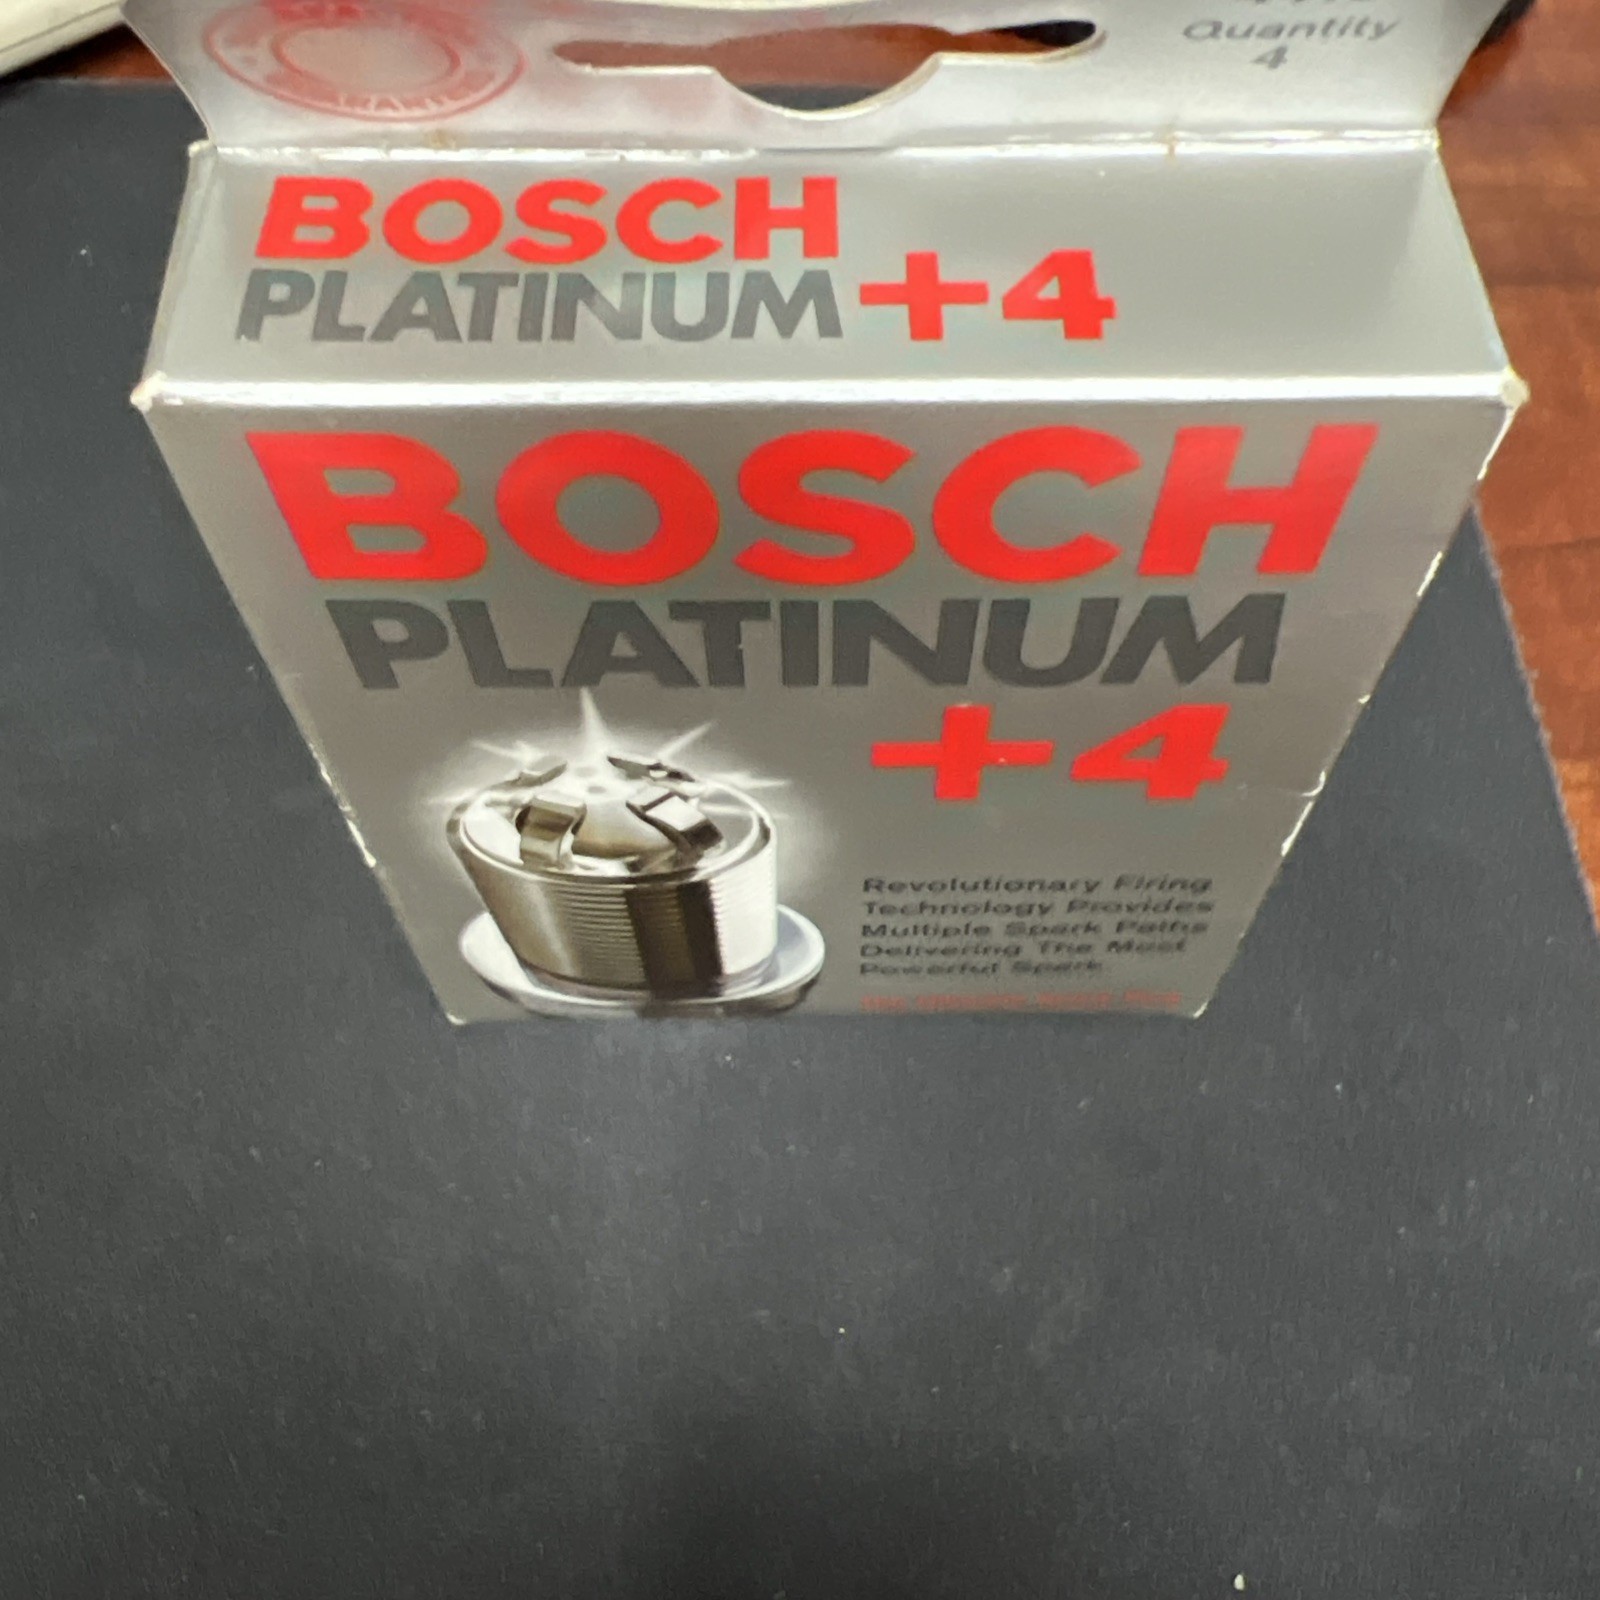 Quantity
4
BOSCH
PLATINUM +4
BOSCH
PLATINUM
+4
Revolutionary Firing
Technology Provides
Multiple Spark Paths
Delivering The Most
Powerful Spark.